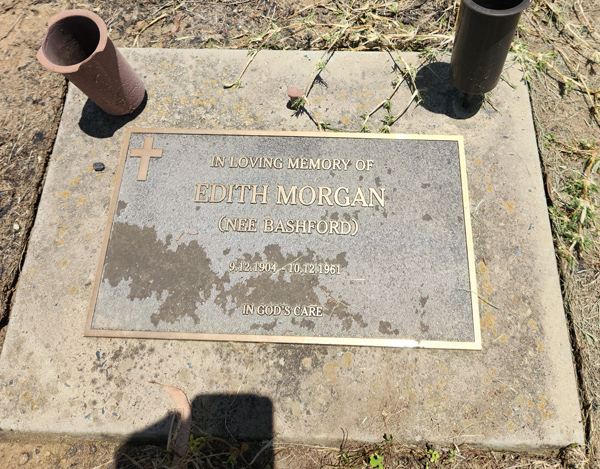 IN LOVING MEMORY OF
EDITH MORGAN
(NEE BASHFORD)
9.12.1904 - 10.12.1961
IN GOD'S CARE